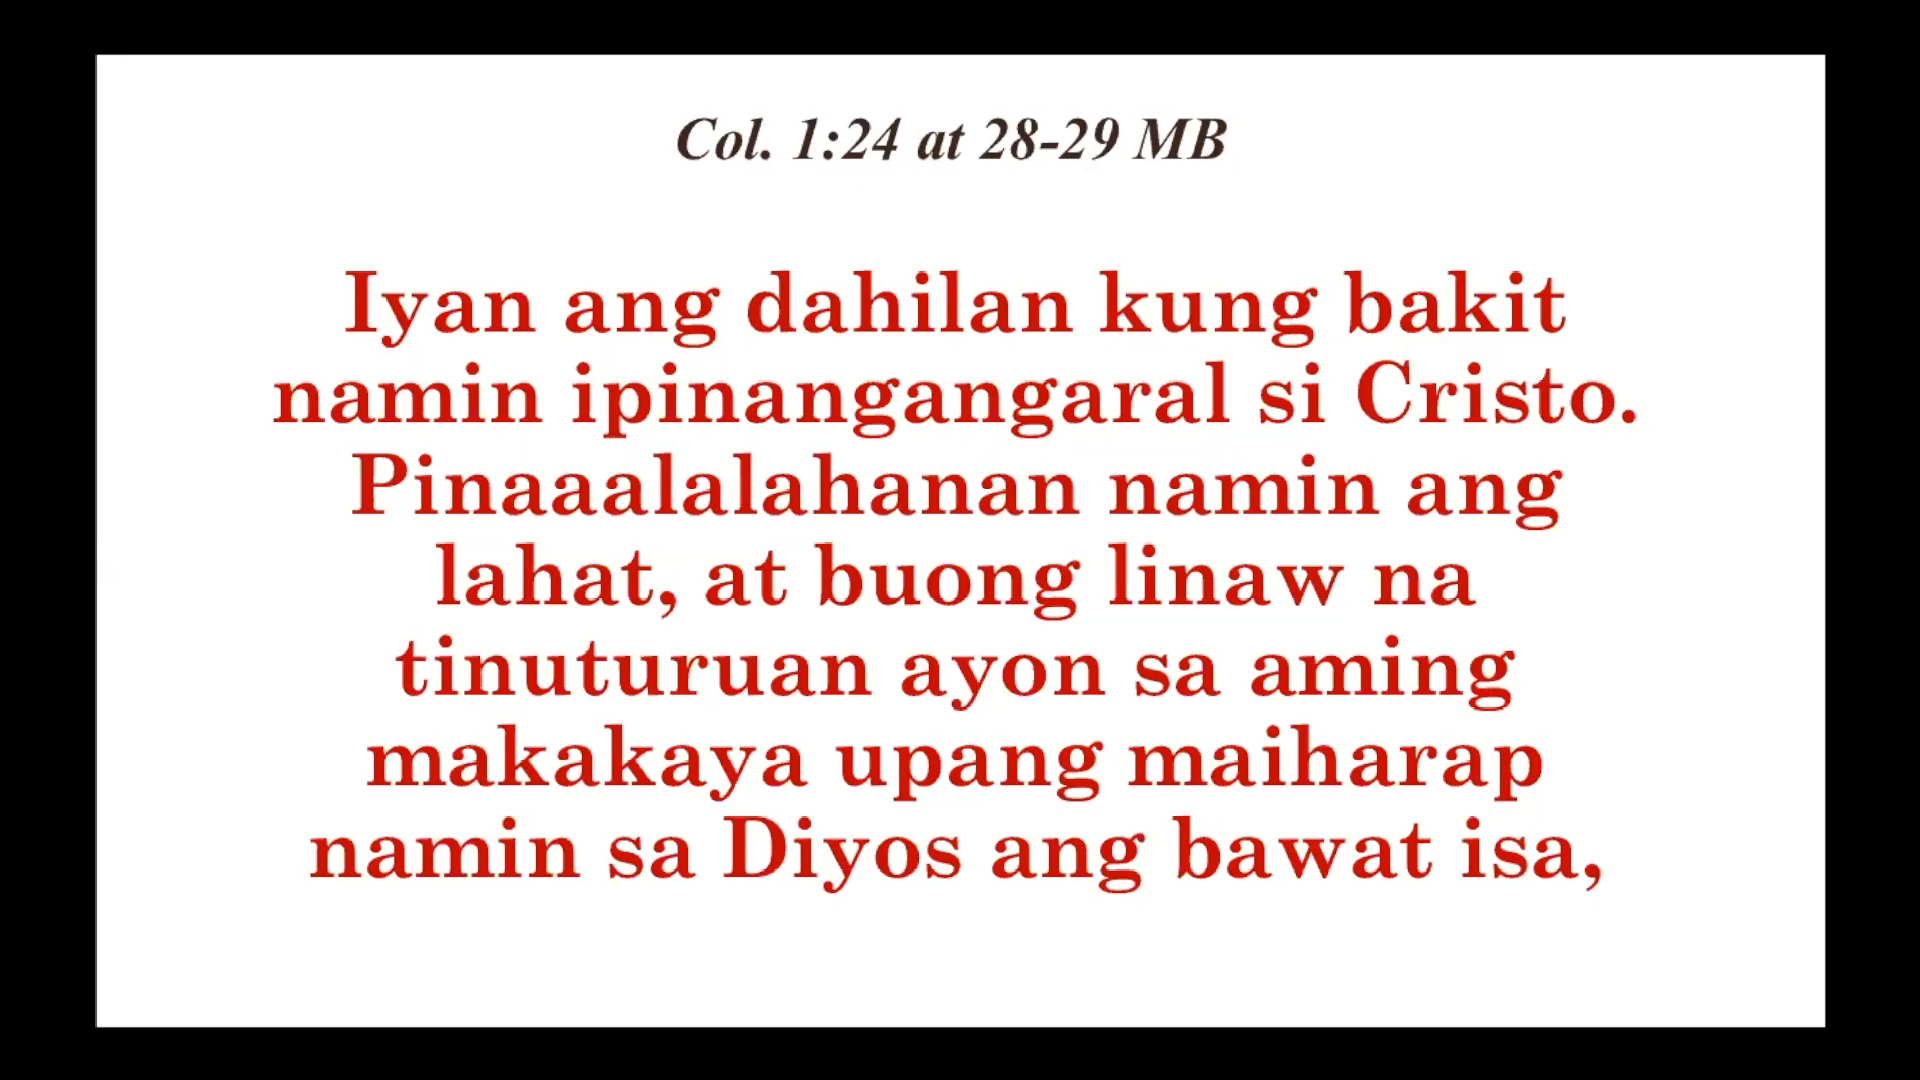 Col. 1:24 at 28-29 MB
Iyan ang dahilan kung bakit
namin ipinangangaral si Cristo.
Pinaaalalahanan namin ang
lahat, at buong linaw na
tinuturuan ayon sa aming
makakaya upang maiharap
namin sa Diyos ang bawat isa,